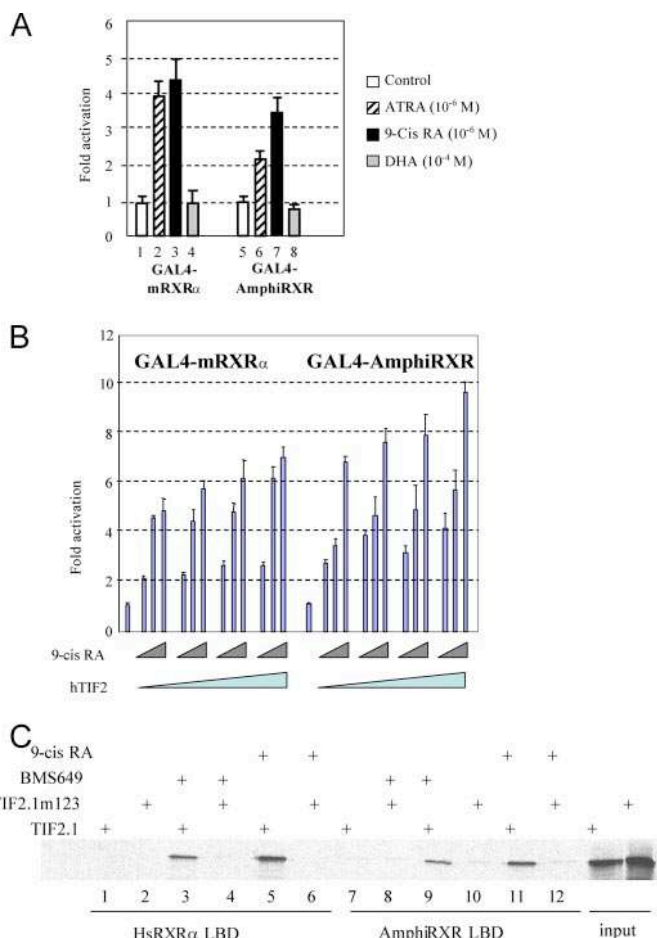 A
6
5
4
3
2
1
0
Fold activation
Control
ATRA (10⁻⁶ M)
9-Cis RA (10⁻⁶ M)
DHA (10⁻⁴ M)
1 2 3 4 5 6 7 8
GAL4- GAL4-
mRXRα AmphiRXR
B
12
10
8
6
4
2
0
Fold activation
GAL4-mRXRα GAL4-AmphiRXR
9-cis RA
hTIF2
C
9-cis RA + + + +
BMS649 + + + +
TIF2.1m123 + + + + + + +
TIF2.1 + + + + + + +
1 2 3 4 5 6 7 8 9 10 11 12
HsRXRα LBD AmphiRXR LBD input